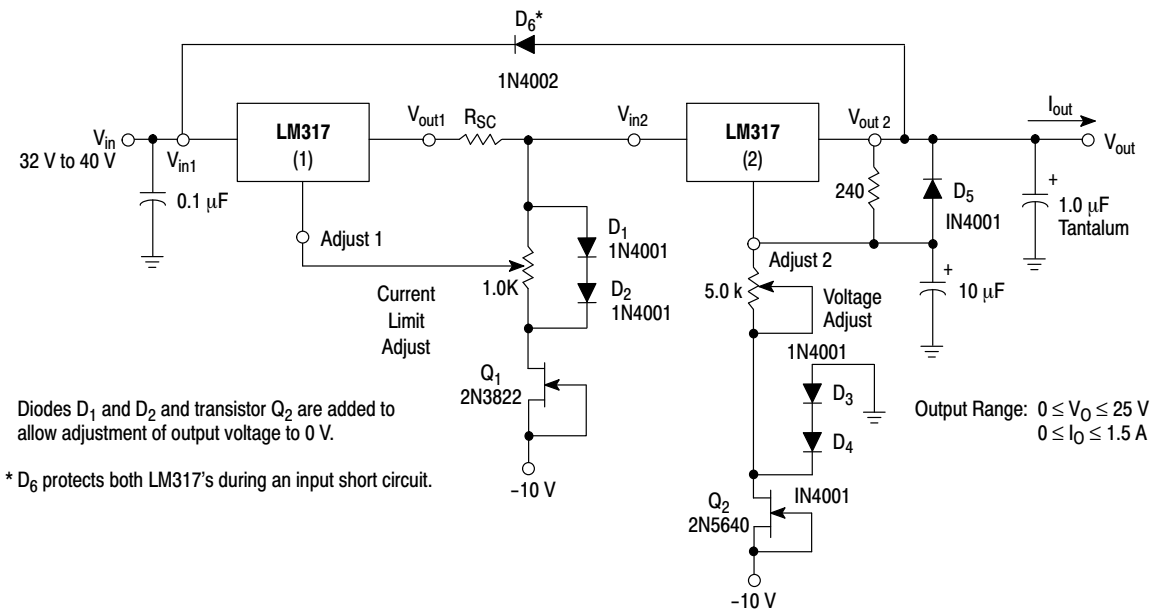 D6*
1N4002
Vin
32 V to 40 V
Vin1
0.1 μF
LM317
(1)
Adjust 1
Vout1
RSC
Vin2
LM317
(2)
Adjust 2
Vout 2
Iout
Vout
240
D5
IN4001
+
1.0 μF
Tantalum
+
10 μF
D1
1N4001
D2
1N4001
1.0K
Current
Limit
Adjust
5.0 k
Voltage
Adjust
1N4001
D3
D4
IN4001
Q1
2N3822
–10 V
Q2
2N5640
–10 V
Output Range: 0 ≤ VO ≤ 25 V
0 ≤ IO ≤ 1.5 A
Diodes D1 and D2 and transistor Q2 are added to
allow adjustment of output voltage to 0 V.
* D6 protects both LM317's during an input short circuit.